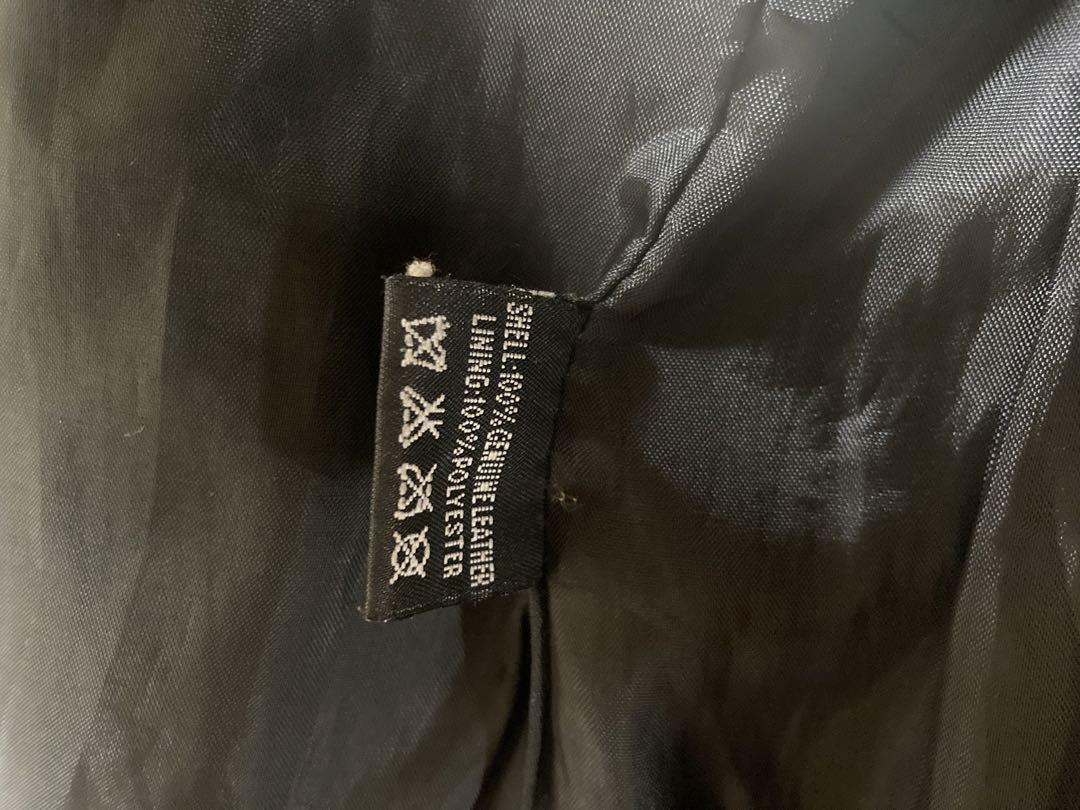 SHELL:100%GENUINE LEATHER
LINING:100%POLYESTER